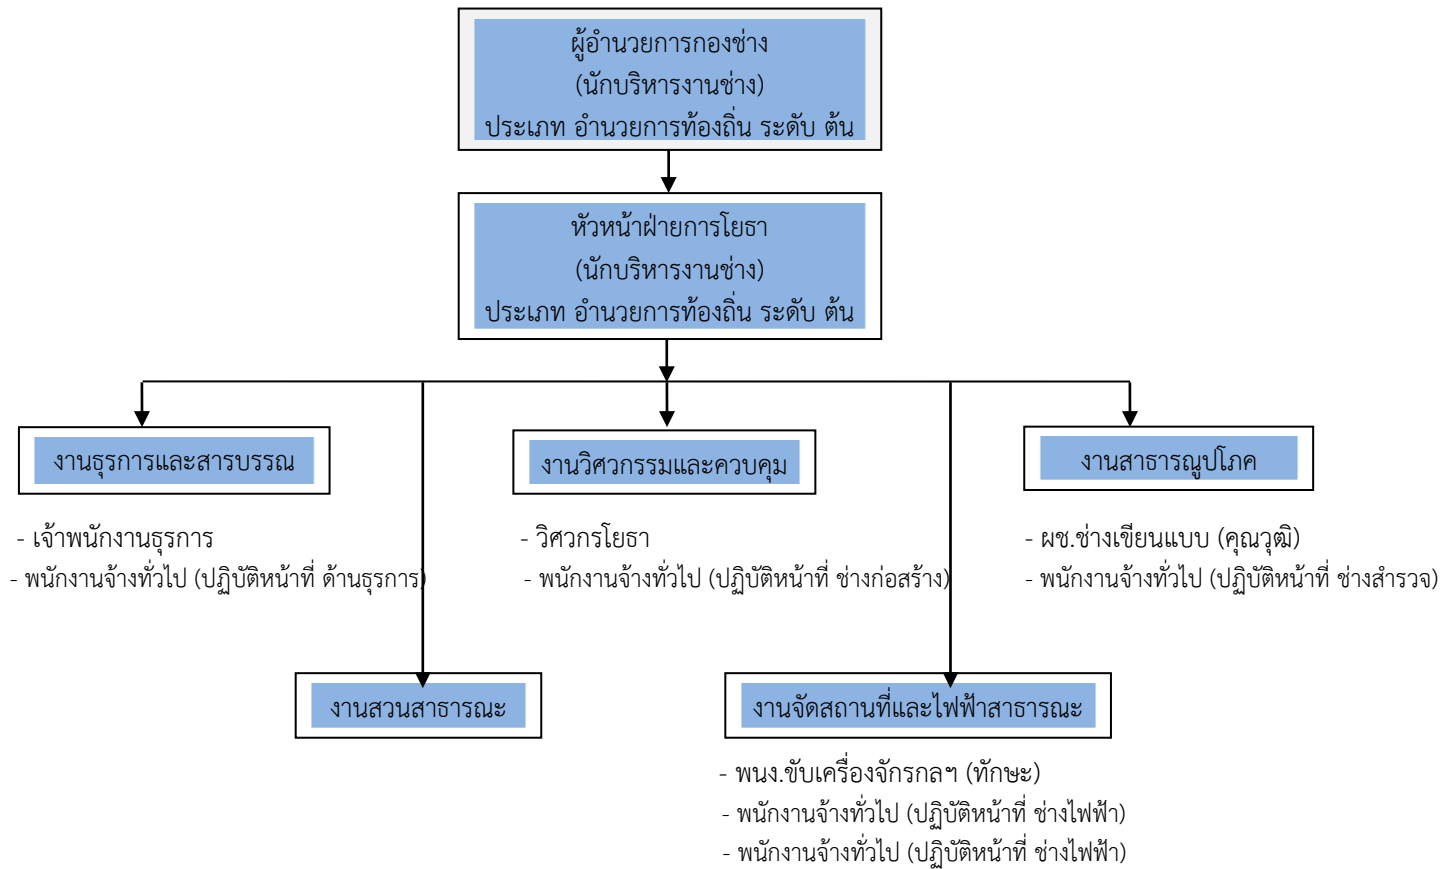 ผู้อำนวยการกองช่าง
(นักบริหารงานช่าง)
ประเภท อำนวยการท้องถิ่น ระดับ ต้น
หัวหน้าฝ่ายการโยธา
(นักบริหารงานช่าง)
ประเภท อำนวยการท้องถิ่น ระดับ ต้น
งานธุรการและสารบรรณ
- เจ้าพนักงานธุรการ
- พนักงานจ้างทั่วไป (ปฏิบัติหน้าที่ ด้านธุรการ)
งานวิศวกรรมและควบคุม
- วิศวกรโยธา
- พนักงานจ้างทั่วไป (ปฏิบัติหน้าที่ ช่างก่อสร้าง)
งานสาธารณูปโภค
- ผช.ช่างเขียนแบบ (คุณวุฒิ)
- พนักงานจ้างทั่วไป (ปฏิบัติหน้าที่ ช่างสำรวจ)
งานสวนสาธารณะ
งานจัดสถานที่และไฟฟ้าสาธารณะ
- พนง.ขับเครื่องจักรกลฯ (ทักษะ)
- พนักงานจ้างทั่วไป (ปฏิบัติหน้าที่ ช่างไฟฟ้า)
- พนักงานจ้างทั่วไป (ปฏิบัติหน้าที่ ช่างไฟฟ้า)